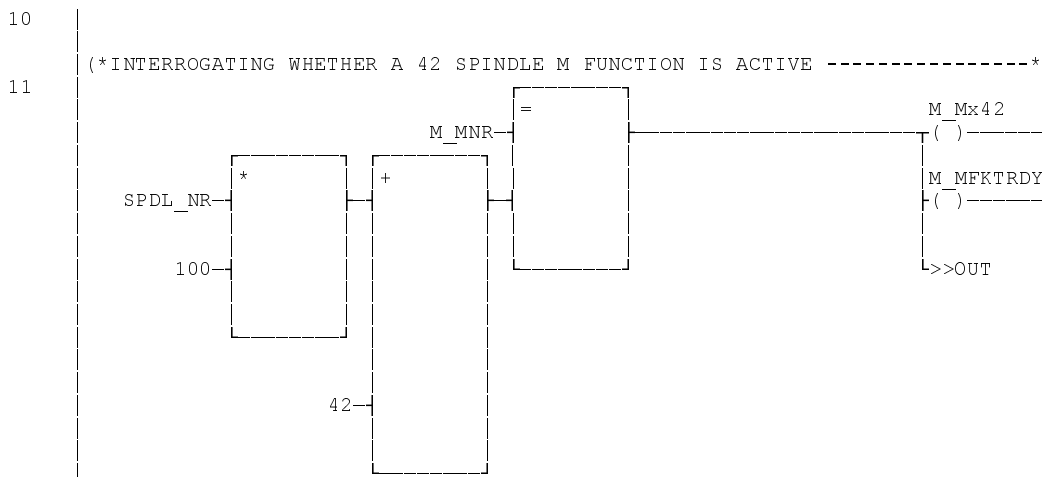 10
(*INTERROGATING WHETHER A 42 SPINDLE M FUNCTION IS ACTIVE ----------------*
11
= M_Mx42
M_MNR ( )
* + M_MFKTRDY
SPDL_NR ( )
100 >>OUT
42